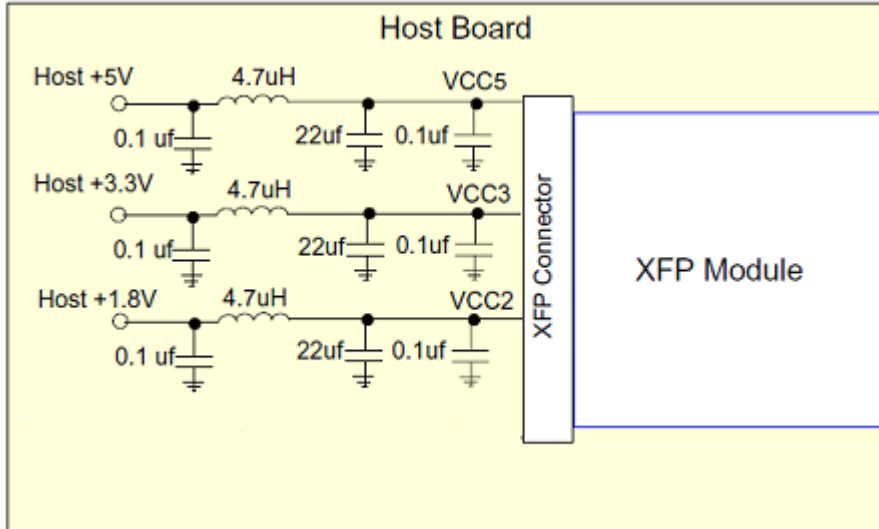 Host Board
Host +5V
4.7uH
VCC5
0.1 uf
22uf
0.1uf
Host +3.3V
4.7uH
VCC3
0.1 uf
22uf
0.1uf
Host +1.8V
4.7uH
VCC2
0.1 uf
22uf
0.1uf
XFP Connector
XFP Module